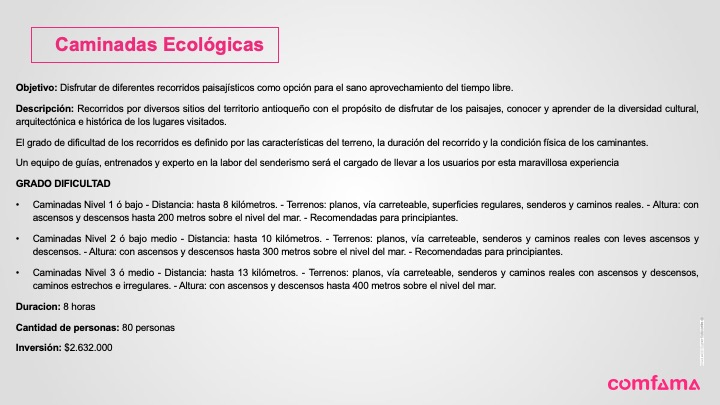 Caminadas Ecológicas
Objetivo: Disfrutar de diferentes recorridos paisajísticos como opción para el sano aprovechamiento del tiempo libre.
Descripción: Recorridos por diversos sitios del territorio antioqueño con el propósito de disfrutar de los paisajes, conocer y aprender de la diversidad cultural,
arquitectónica e histórica de los lugares visitados.
El grado de dificultad de los recorridos es definido por las características del terreno, la duración del recorrido y la condición física de los caminantes.
Un equipo de guías, entrenados y experto en la labor del senderismo será el cargado de llevar a los usuarios por esta maravillosa experiencia
GRADO DIFICULTAD
• Caminadas Nivel 1 ó bajo - Distancia: hasta 8 kilómetros. - Terrenos: planos, vía carreteable, superficies regulares, senderos y caminos reales. - Altura: con
ascensos y descensos hasta 200 metros sobre el nivel del mar. - Recomendadas para principiantes.
• Caminadas Nivel 2 ó bajo medio - Distancia: hasta 10 kilómetros. - Terrenos: planos, vía carreteable, senderos y caminos reales con leves ascensos y
descensos. - Altura: con ascensos y descensos hasta 300 metros sobre el nivel del mar. - Recomendadas para principiantes.
• Caminadas Nivel 3 ó medio - Distancia: hasta 13 kilómetros. - Terrenos: planos, vía carreteable, senderos y caminos reales con ascensos y descensos,
caminos estrechos e irregulares. - Altura: con ascensos y descensos hasta 400 metros sobre el nivel del mar.
Duracion: 8 horas
Cantidad de personas: 80 personas
Inversión: $2.632.000
comfama